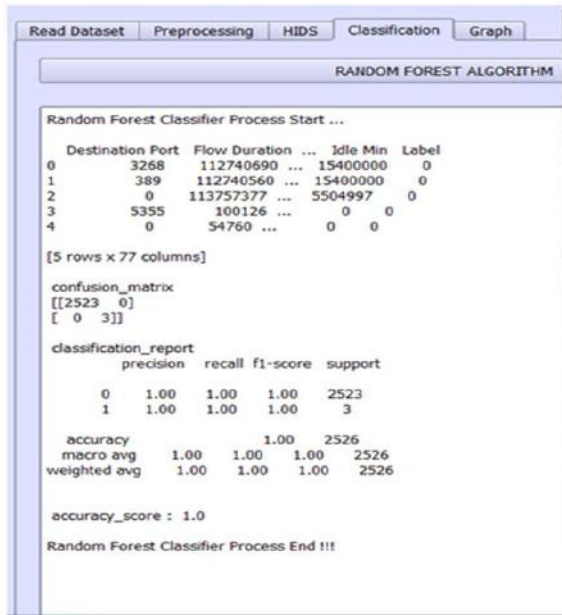 Read Dataset Preprocessing HIDS Classification Graph
RANDOM FOREST ALGORITHM
Random Forest Classifier Process Start ...
Destination Port Flow Duration ... Idle Min Label
0 3268 112740690 ... 15400000 0
1 389 112740560 ... 15400000 0
2 0 113757377 ... 5504997 0
3 5355 100126 ... 0 0
4 0 54760 ... 0 0
[5 rows x 77 columns]
confusion_matrix
[[2523 0]
[ 0 3]]
classification_report
precision recall f1-score support
0 1.00 1.00 1.00 2523
1 1.00 1.00 1.00 3
accuracy 1.00 2526
macro avg 1.00 1.00 1.00 2526
weighted avg 1.00 1.00 1.00 2526
accuracy_score : 1.0
Random Forest Classifier Process End !!!